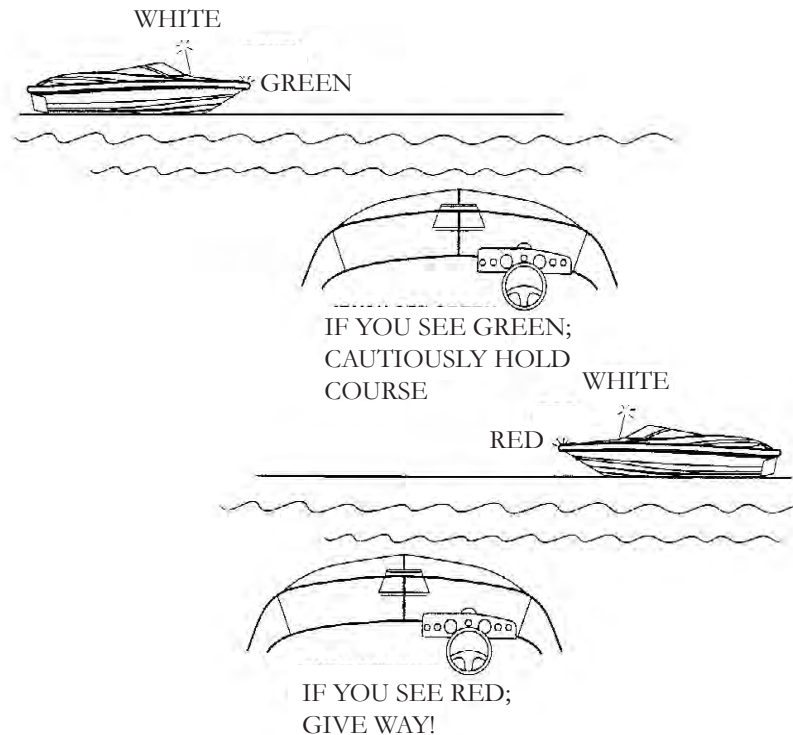 WHITE
GREEN
IF YOU SEE GREEN;
CAUTIOUSLY HOLD
COURSE
WHITE
RED
IF YOU SEE RED;
GIVE WAY!